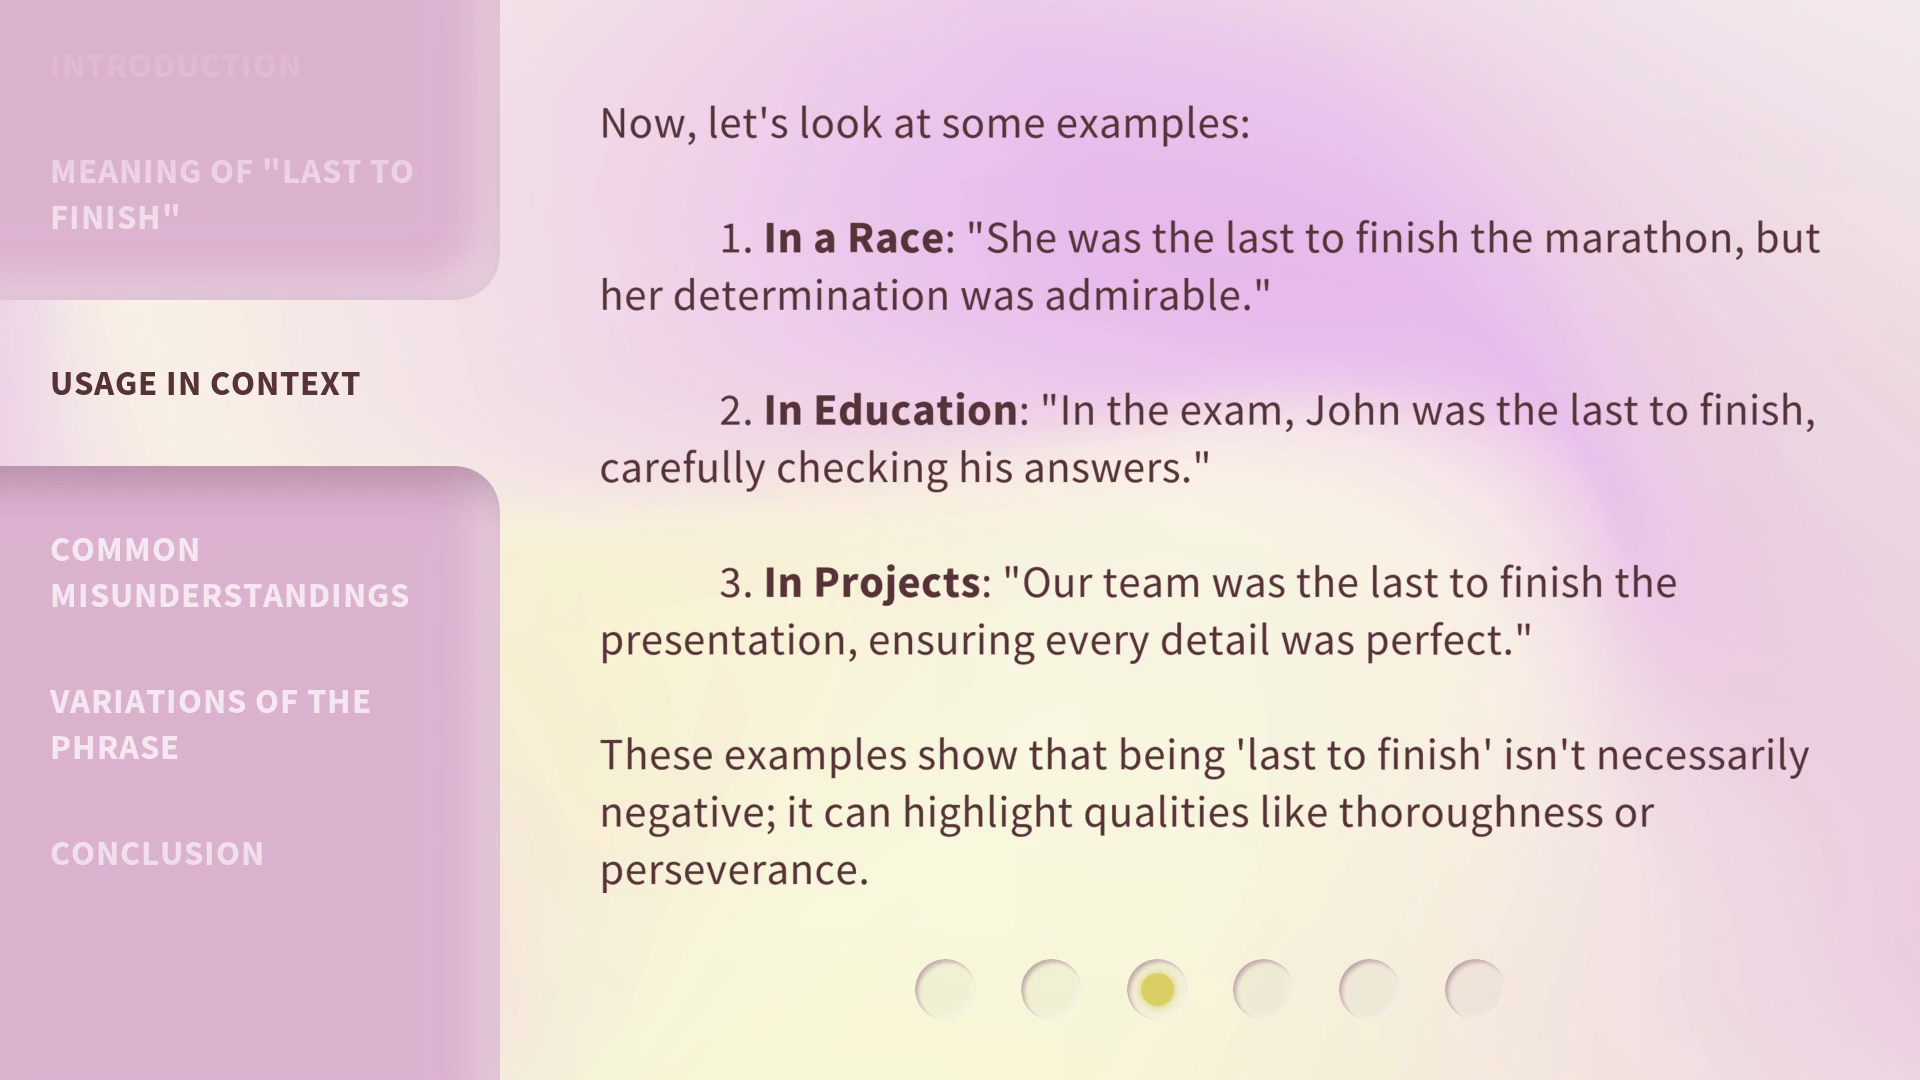 INTRODUCTION
MEANING OF "LAST TO
FINISH"
USAGE IN CONTEXT
COMMON
MISUNDERSTANDINGS
VARIATIONS OF THE
PHRASE
CONCLUSION
Now, let's look at some examples:
1. In a Race: "She was the last to finish the marathon, but
her determination was admirable."
2. In Education: "In the exam, John was the last to finish,
carefully checking his answers."
3. In Projects: "Our team was the last to finish the
presentation, ensuring every detail was perfect."
These examples show that being 'last to finish' isn't necessarily
negative; it can highlight qualities like thoroughness or
perseverance.